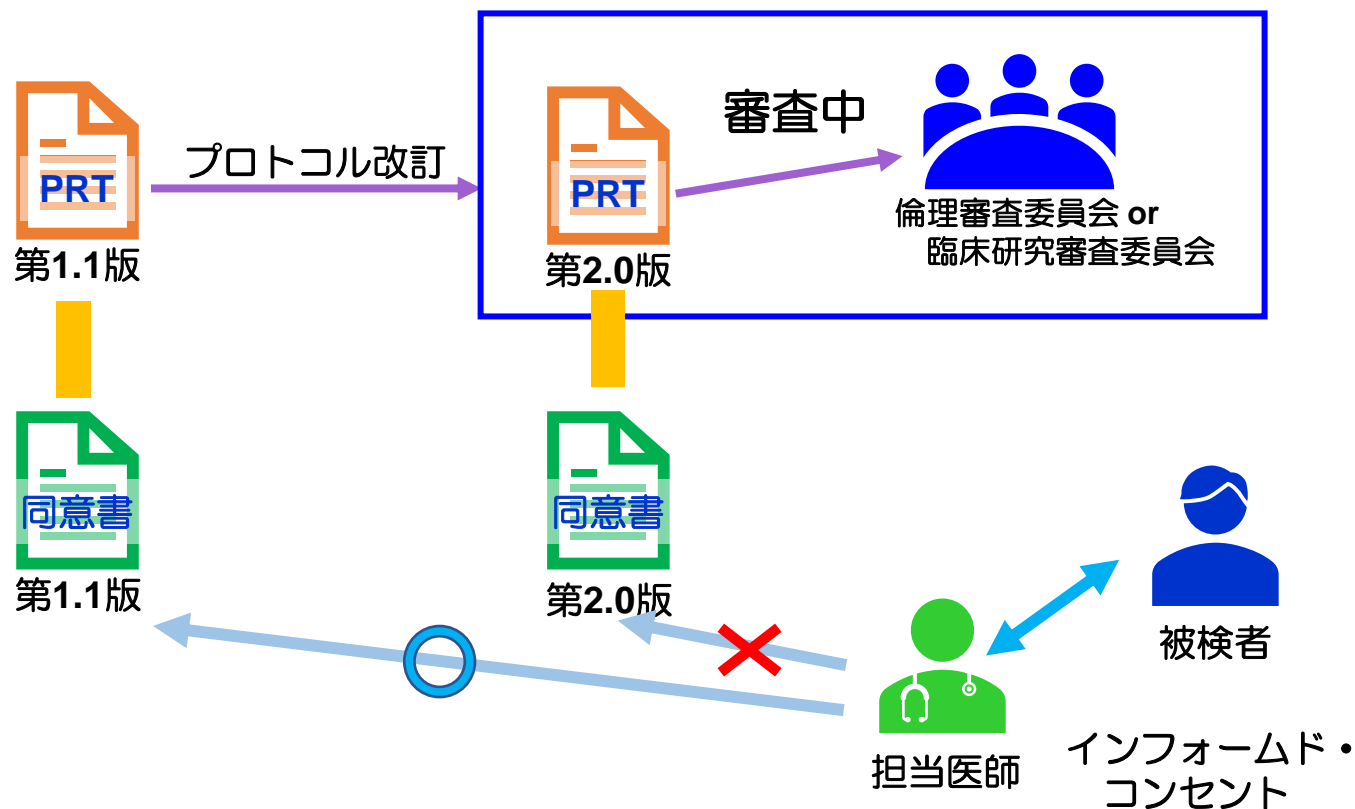 審査中
プロトコル改訂
PRT
PRT
倫理審査委員会 or
臨床研究審査委員会
第1.1版
第2.0版
同意書
同意書
第1.1版
第2.0版
被検者
担当医師
インフォームド・
コンセント